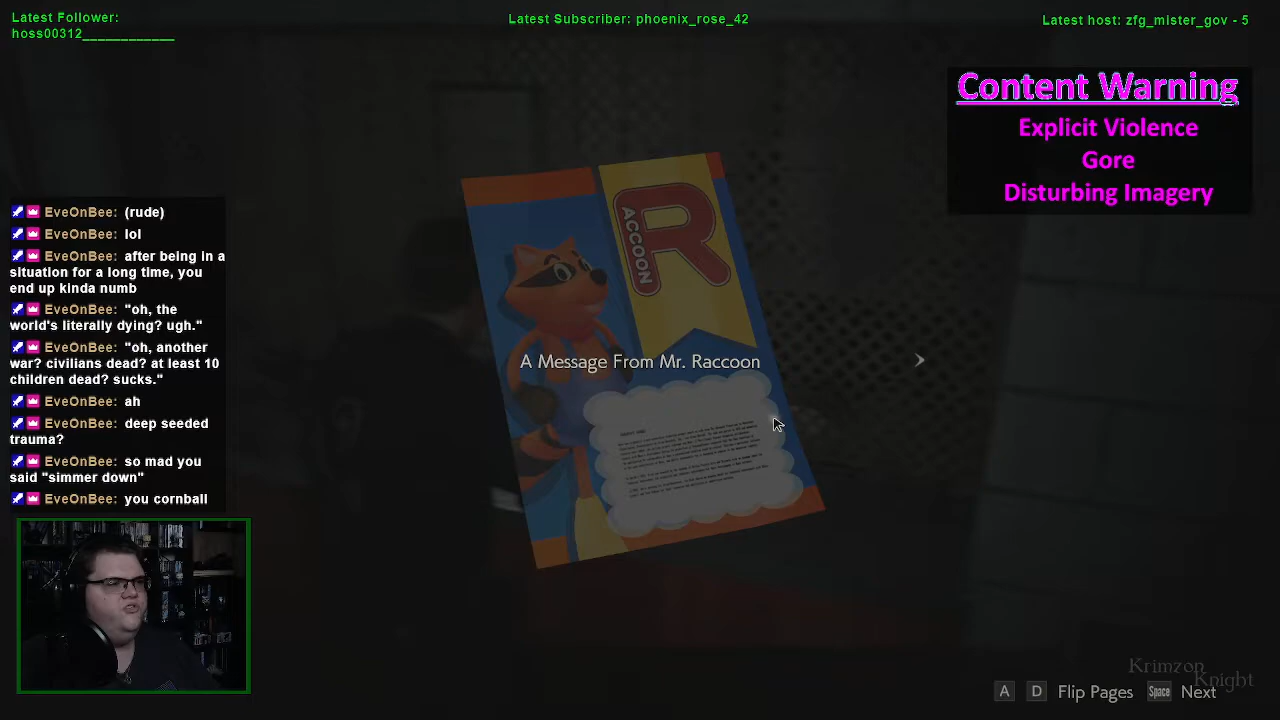 Latest Follower:
hoss00312____________
Latest Subscriber: phoenix_rose_42
Latest host: zfg_mister_gov - 5
Content Warning
Explicit Violence
Gore
Disturbing Imagery
EveOnBee: (rude)
EveOnBee: lol
EveOnBee: after being in a
situation for a long time, you
end up kinda numb
EveOnBee: "oh, the
world's literally dying? ugh."
EveOnBee: "oh, another
war? civilians dead? at least 10
children dead? sucks."
EveOnBee: ah
EveOnBee: deep seeded
trauma?
EveOnBee: so mad you
said "simmer down"
EveOnBee: you cornball
RACCOON
A Message From Mr. Raccoon
Krimzon
Knight
A D Flip Pages Space Next